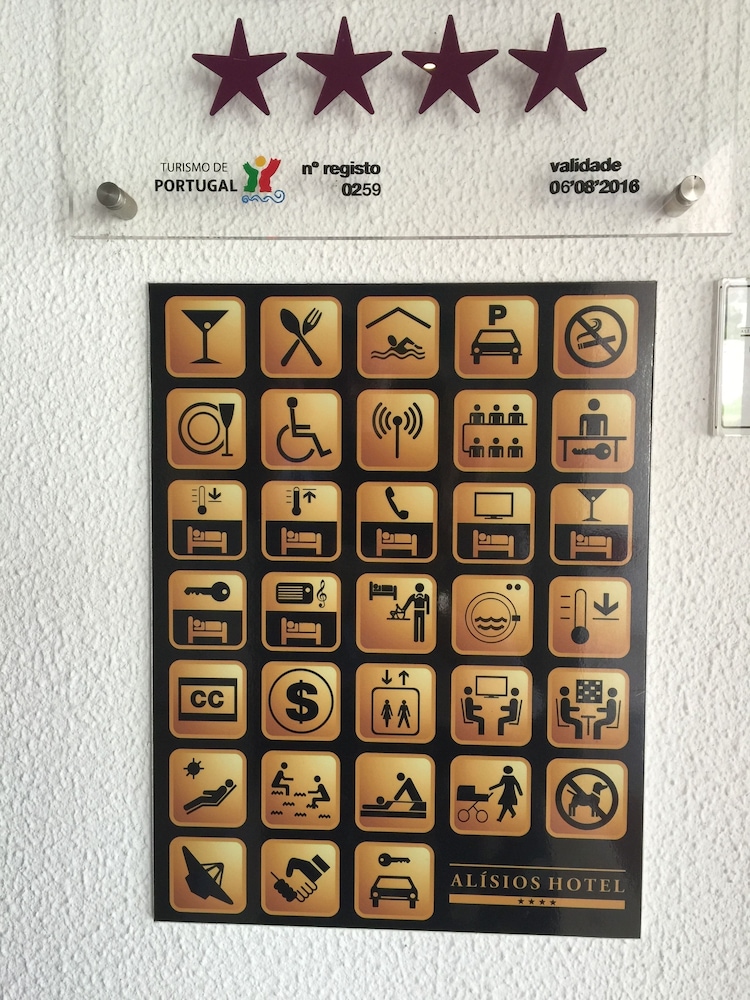 TURISMO DE
PORTUGAL
nº registo
0259
validade
06'08'2016
P
CC
$
ALÍSIOS HOTEL